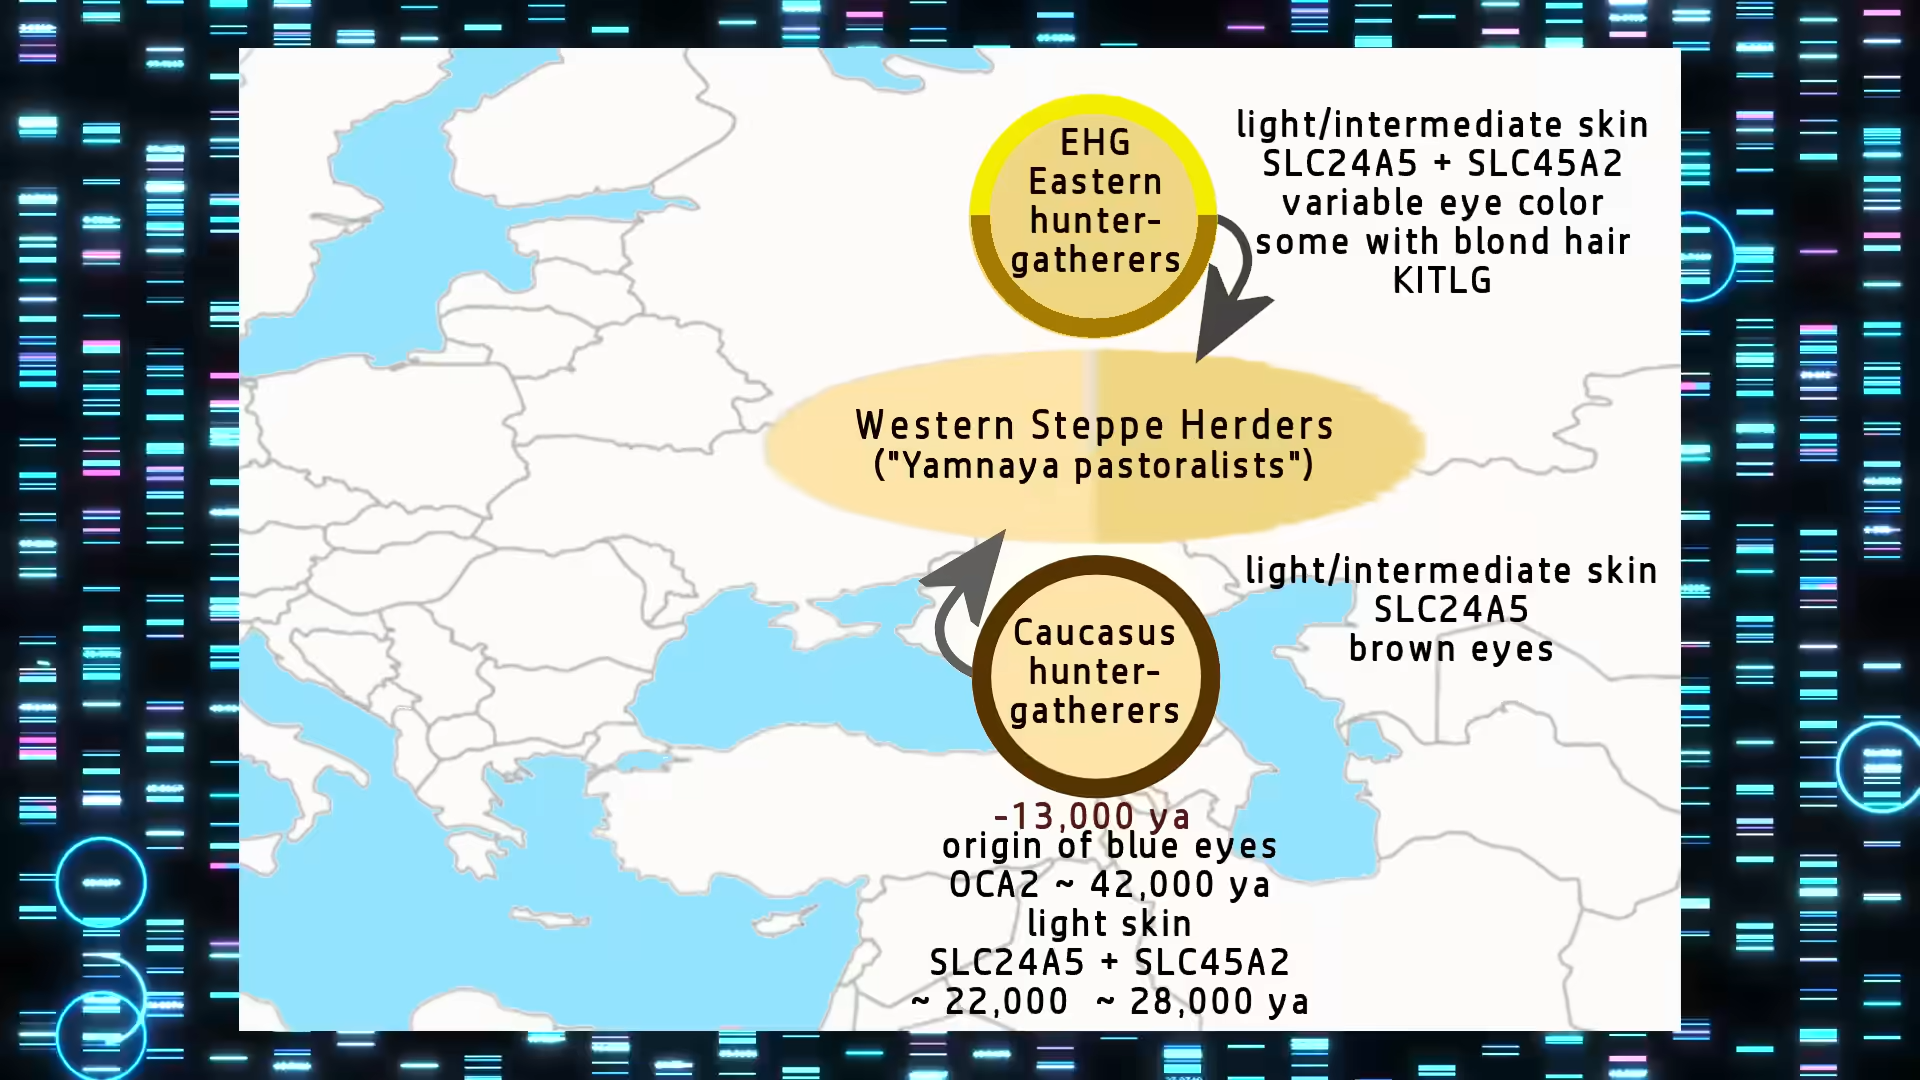 EHG
Eastern
hunter-
gatherers
light/intermediate skin
SLC24A5 + SLC45A2
variable eye color
some with blond hair
KITLG
Western Steppe Herders
("Yamnaya pastoralists")
light/intermediate skin
SLC24A5
brown eyes
Caucasus
hunter-
gatherers
-13,000 ya
origin of blue eyes
OCA2 ~ 42,000 ya
light skin
SLC24A5 + SLC45A2
~ 22,000 ~ 28,000 ya